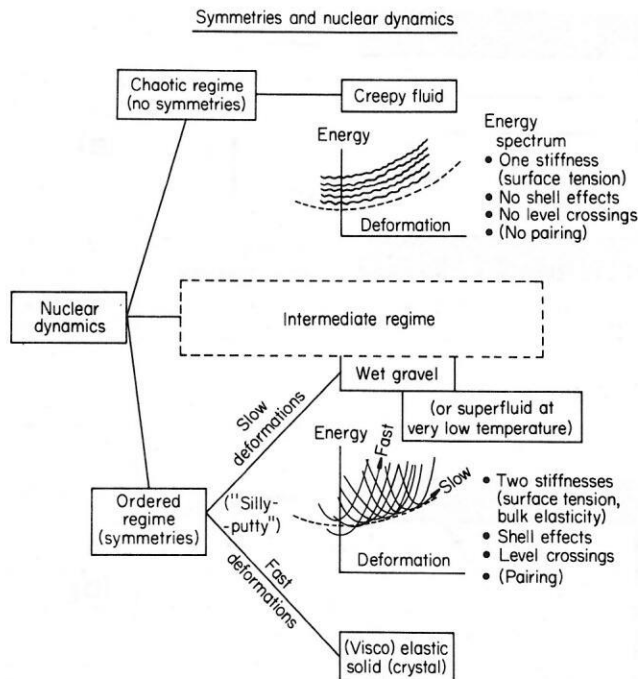 Symmetries and nuclear dynamics
Chaotic regime
(no symmetries)
Creepy fluid
Energy
Deformation
Energy
spectrum
• One stiffness
(surface tension)
• No shell effects
• No level crossings
• (No pairing)
Nuclear
dynamics
Intermediate regime
Wet gravel
(or superfluid at
very low temperature)
Slow
deformations
Energy
Fast
Slow
Deformation
• Two stiffnesses
(surface tension,
bulk elasticity)
• Shell effects
• Level crossings
• (Pairing)
Ordered
regime
(symmetries)
("Silly-
-putty")
Fast
deformations
(Visco) elastic
solid (crystal)